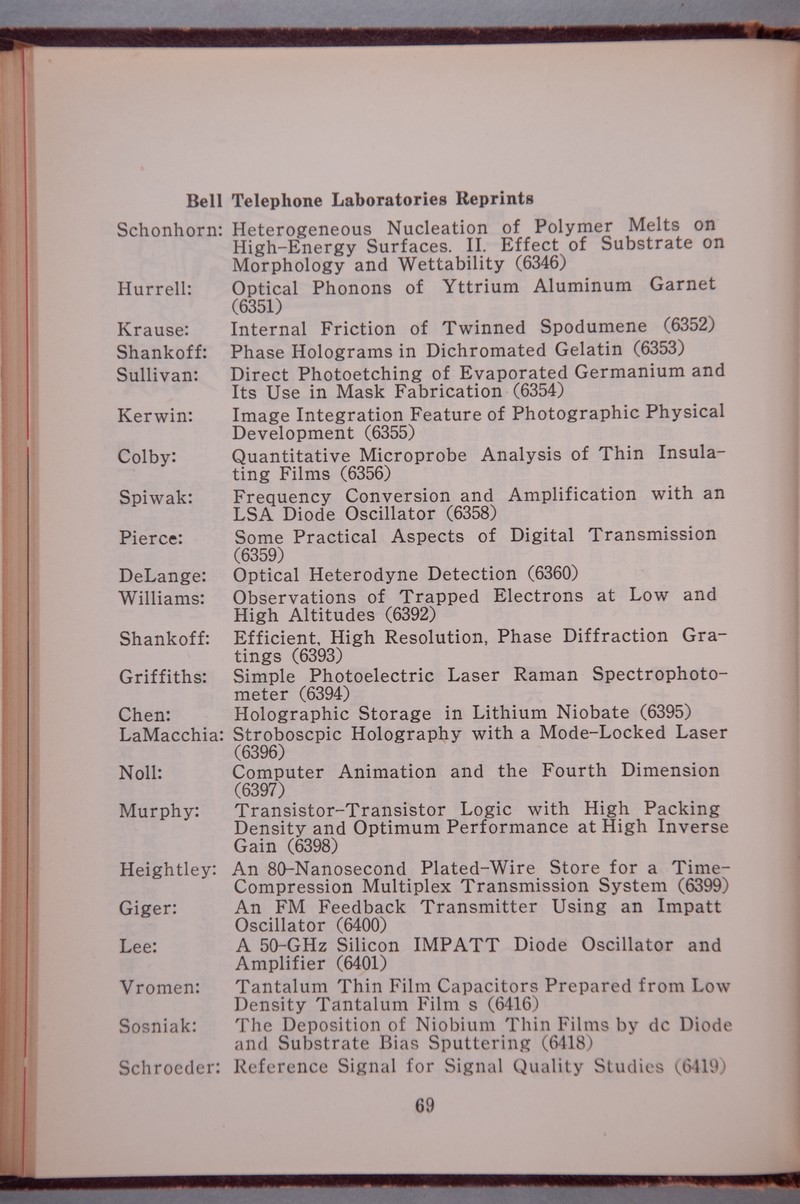 Bell Telephone Laboratories Reprints
Schonhorn: Heterogeneous Nucleation of Polymer Melts on
High-Energy Surfaces. II. Effect of Substrate on
Morphology and Wettability (6346)
Hurrell: Optical Phonons of Yttrium Aluminum Garnet
(6351)
Krause: Internal Friction of Twinned Spodumene (6352)
Shankoff: Phase Holograms in Dichromated Gelatin (6353)
Sullivan: Direct Photoetching of Evaporated Germanium and
Its Use in Mask Fabrication (6354)
Kerwin: Image Integration Feature of Photographic Physical
Development (6355)
Colby: Quantitative Microprobe Analysis of Thin Insula-
ting Films (6356)
Spiwak: Frequency Conversion and Amplification with an
LSA Diode Oscillator (6358)
Pierce: Some Practical Aspects of Digital Transmission
(6359)
DeLange: Optical Heterodyne Detection (6360)
Williams: Observations of Trapped Electrons at Low and
High Altitudes (6392)
Shankoff: Efficient, High Resolution, Phase Diffraction Gra-
tings (6393)
Griffiths: Simple Photoelectric Laser Raman Spectrophoto-
meter (6394)
Chen: Holographic Storage in Lithium Niobate (6395)
LaMacchia: Stroboscpic Holography with a Mode-Locked Laser
(6396)
Noll: Computer Animation and the Fourth Dimension
(6397)
Murphy: Transistor-Transistor Logic with High Packing
Density and Optimum Performance at High Inverse
Gain (6398)
Heightley: An 80-Nanosecond Plated-Wire Store for a Time-
Compression Multiplex Transmission System (6399)
Giger: An FM Feedback Transmitter Using an Impatt
Oscillator (6400)
Lee: A 50-GHz Silicon IMPATT Diode Oscillator and
Amplifier (6401)
Vromen: Tantalum Thin Film Capacitors Prepared from Low
Density Tantalum Film s (6416)
Sosniak: The Deposition of Niobium Thin Films by dc Diode
and Substrate Bias Sputtering (6418)
Schroeder: Reference Signal for Signal Quality Studies (6419)
69